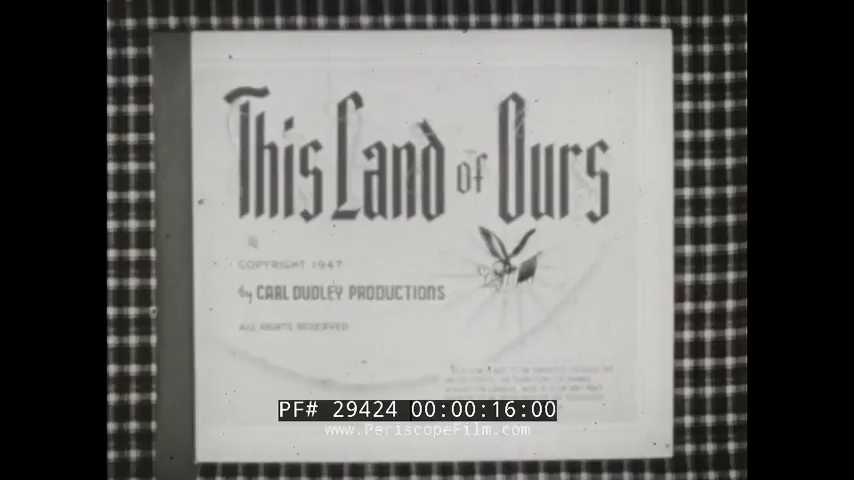 This Land of Ours
COPYRIGHT 1947
by CARL DUDLEY PRODUCTIONS
ALL RIGHTS RESERVED
PF# 29424 00:00:16:00
www.PeriscopeFilm.com